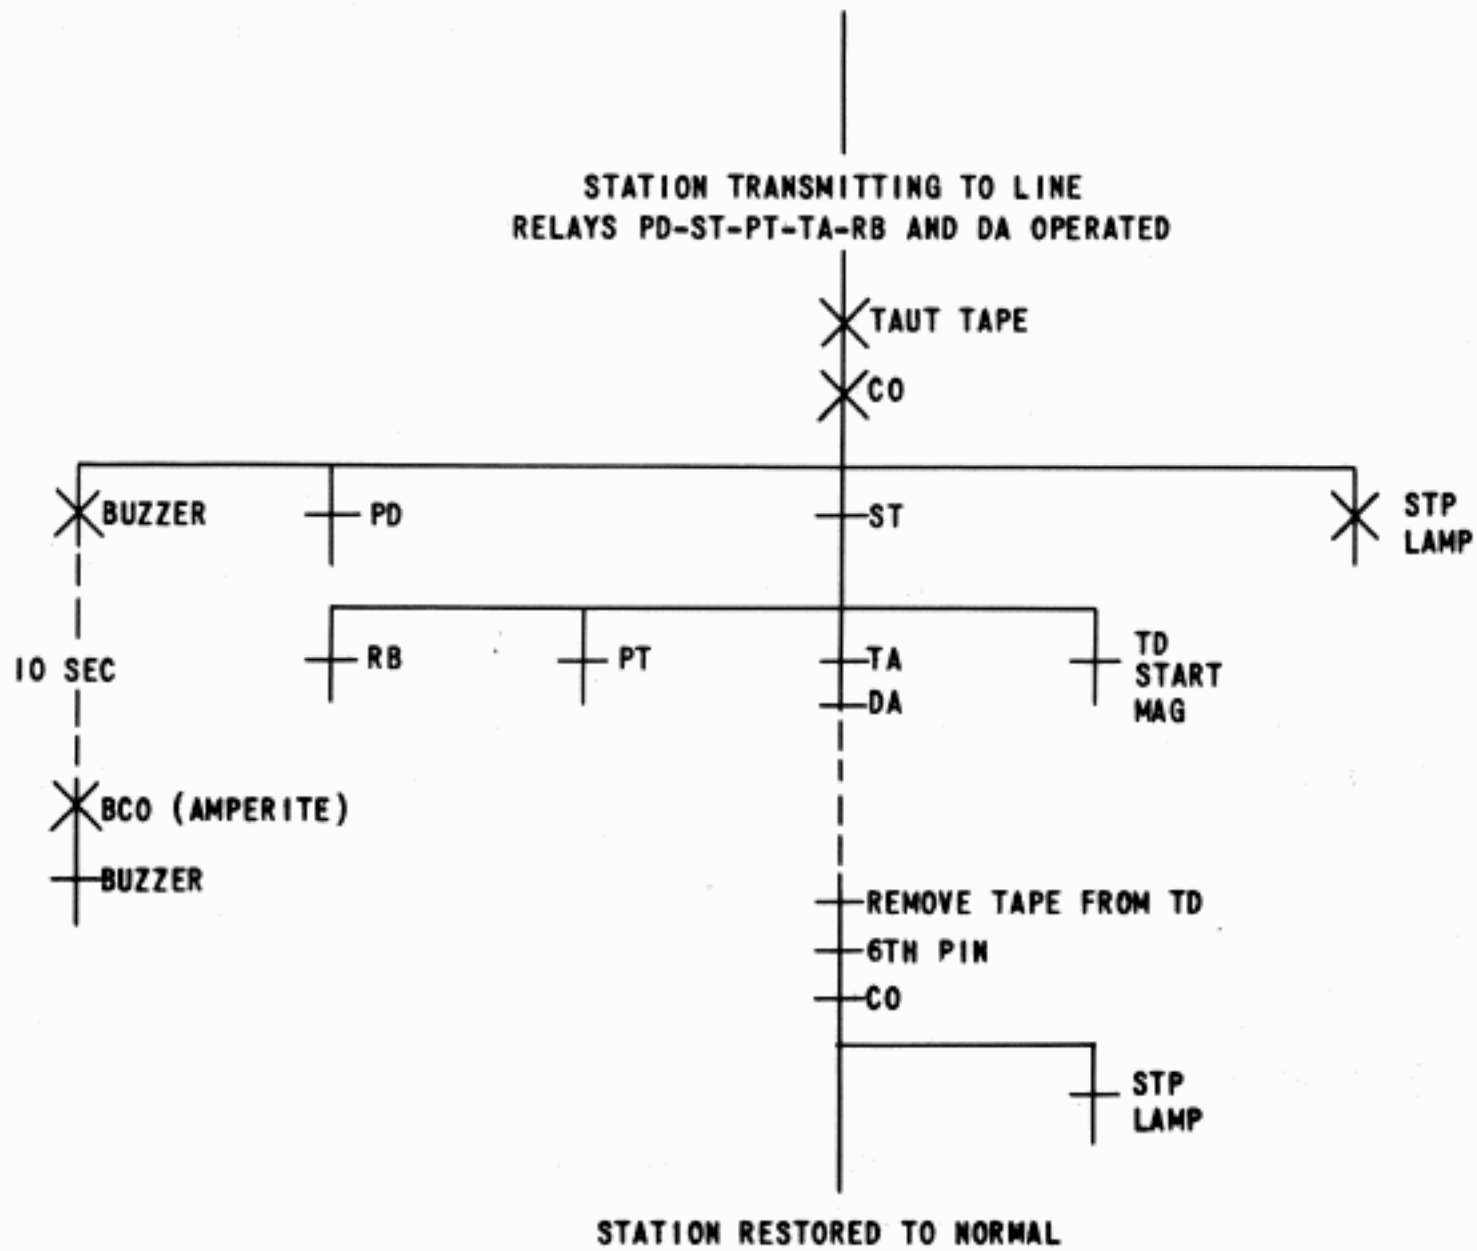 STATION TRANSMITTING TO LINE
RELAYS PD-ST-PT-TA-RB AND DA OPERATED
TAUT TAPE
CO
BUZZER
PD
ST
STP
LAMP
RB
PT
TA
TD
START
MAG
DA
10 SEC
BCO (AMPERITE)
BUZZER
REMOVE TAPE FROM TD
6TH PIN
CO
STP
LAMP
STATION RESTORED TO NORMAL